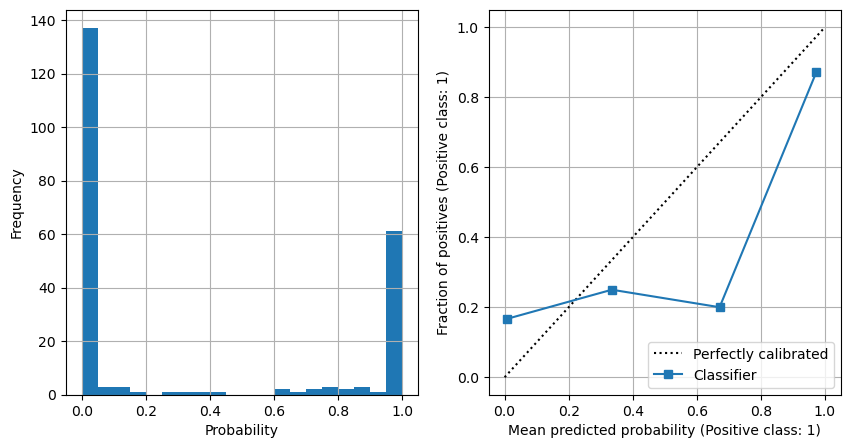 140
120
100
80
60
40
20
0
Frequency
0.0 0.2 0.4 0.6 0.8 1.0
Probability
1.0
0.8
0.6
0.4
0.2
0.0
Fraction of positives (Positive class: 1)
Perfectly calibrated
Classifier
0.0 0.2 0.4 0.6 0.8 1.0
Mean predicted probability (Positive class: 1)